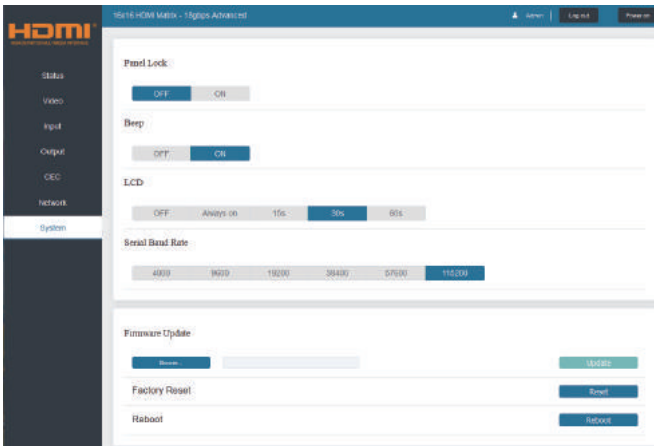 16x16 HDMI Matrix - 18gbps Advanced
Admin
Log out
Power on
HDMI
Status
Video
Input
Output
CEC
Network
System
Panel Lock
OFF ON
Beep
OFF ON
LCD
OFF Always on 15s 30s 60s
Serial Baud Rate
4800 9600 19200 38400 57600 115200
Firmware Update
Browse... Update
Factory Reset Reset
Reboot Reboot